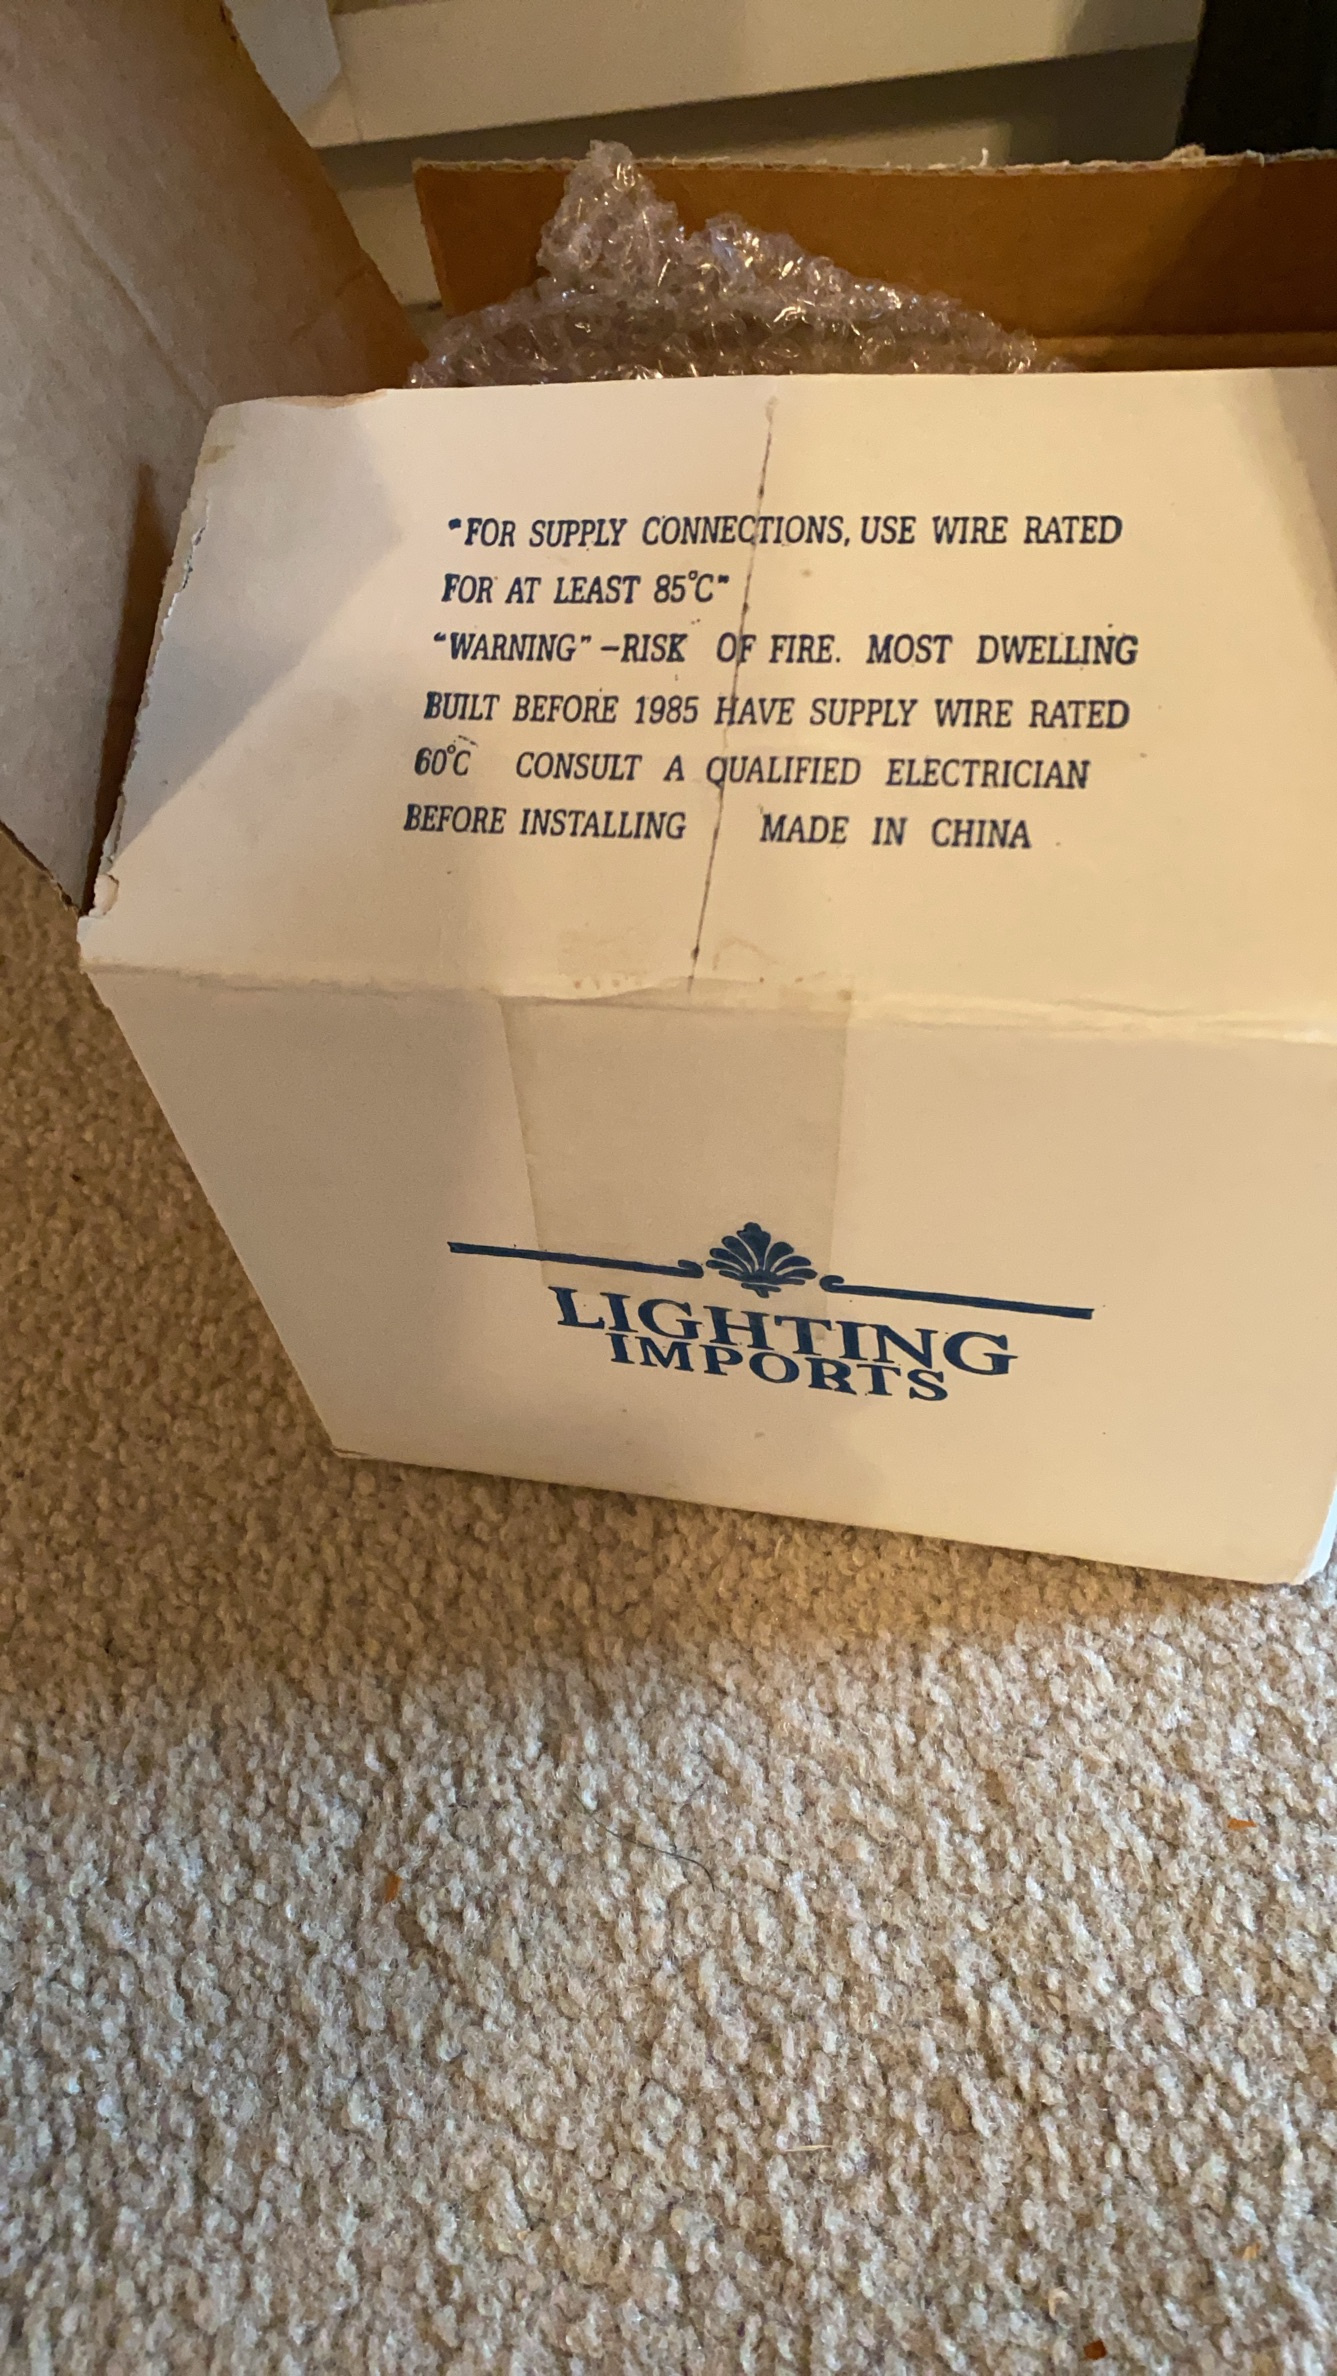 "FOR SUPPLY CONNECTIONS, USE WIRE RATED
FOR AT LEAST 85°C"
"WARNING" -RISK OF FIRE. MOST DWELLING
BUILT BEFORE 1985 HAVE SUPPLY WIRE RATED
60°C CONSULT A QUALIFIED ELECTRICIAN
BEFORE INSTALLING MADE IN CHINA
LIGHTING
IMPORTS